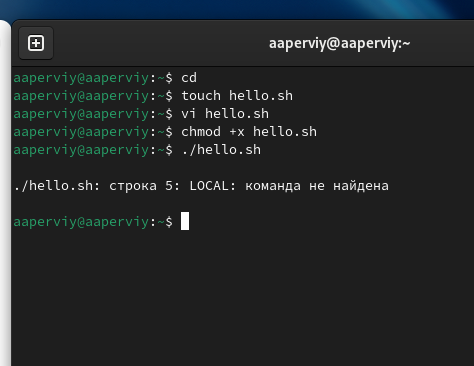 aaperviy@aaperviy:~
aaperviy@aaperviy:~$ cd
aaperviy@aaperviy:~$ touch hello.sh
aaperviy@aaperviy:~$ vi hello.sh
aaperviy@aaperviy:~$ chmod +x hello.sh
aaperviy@aaperviy:~$ ./hello.sh
./hello.sh: строка 5: LOCAL: команда не найдена
aaperviy@aaperviy:~$